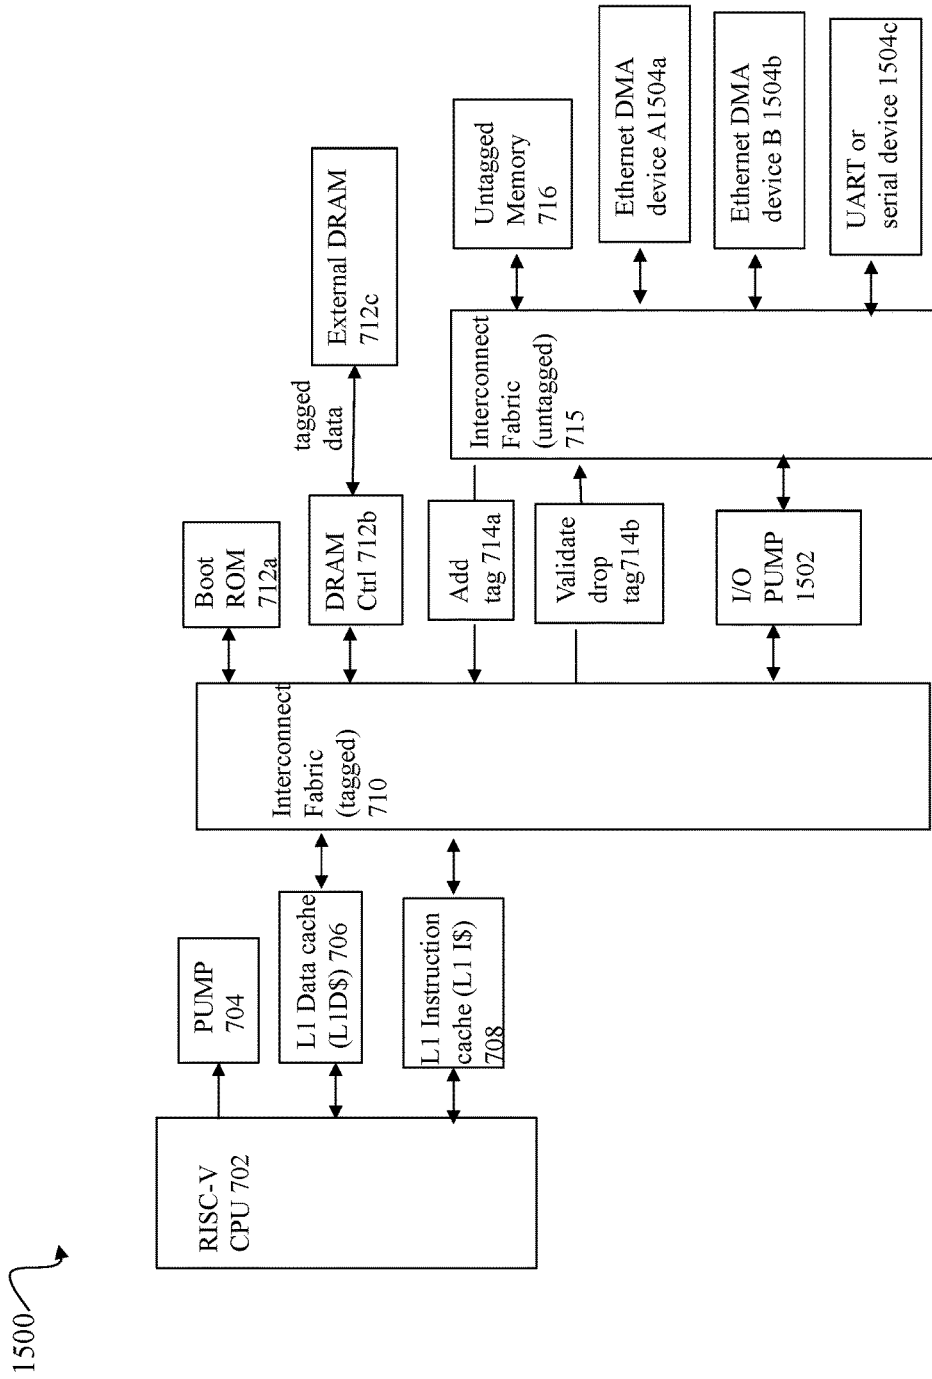 1500
RISC-V
CPU 702
PUMP
704
L1 Data cache
(L1D$) 706
L1 Instruction
cache (L1 I$)
708
Interconnect
Fabric
(tagged)
710
Boot
ROM
712a
DRAM
Ctrl 712b
tagged
data
External DRAM
712c
Add
tag 714a
Validate
drop
tag714b
I/O
PUMP
1502
Interconnect
Fabric
(untagged)
715
Untagged
Memory
716
Ethernet DMA
device A1504a
Ethernet DMA
device B 1504b
UART or
serial device 1504c